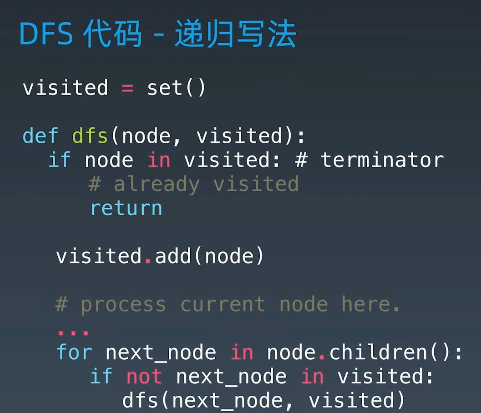 DFS 代码 - 递归写法
visited = set()
def dfs(node, visited):
if node in visited: # terminator
# already visited
return
visited.add(node)
# process current node here.
...
for next_node in node.children():
if not next_node in visited:
dfs(next_node, visited)